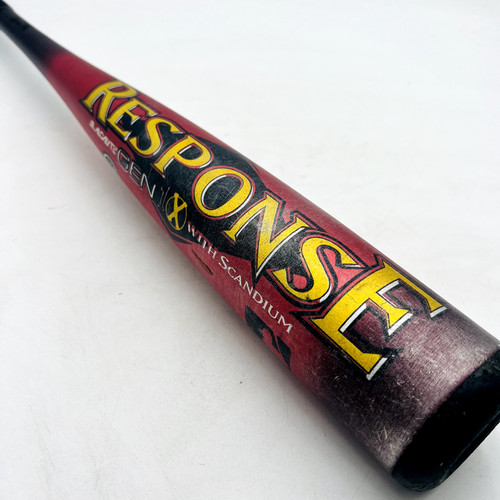 RESPONSE
GEN X WITH SCANDIUM